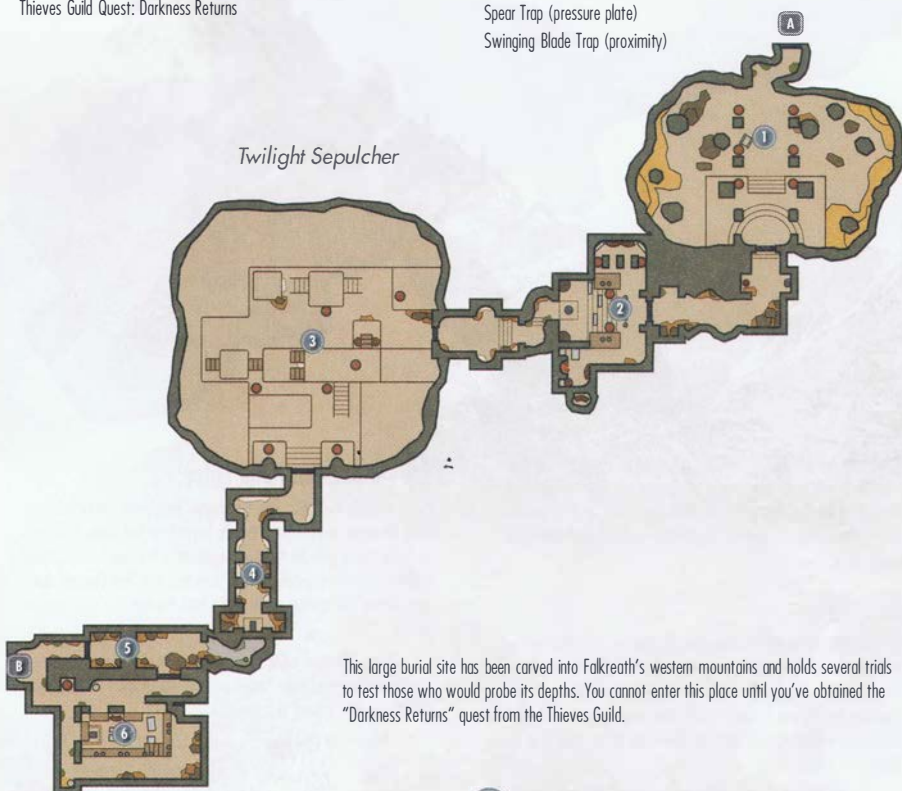 Thieves Guild Quest: Darkness Returns
Spear Trap (pressure plate)
Swinging Blade Trap (proximity)
A
Twilight Sepulcher
1
2
3
4
5
B
6
This large burial site has been carved into Falkreath's western mountains and holds several trials
to test those who would probe its depths. You cannot enter this place until you've obtained the
"Darkness Returns" quest from the Thieves Guild.